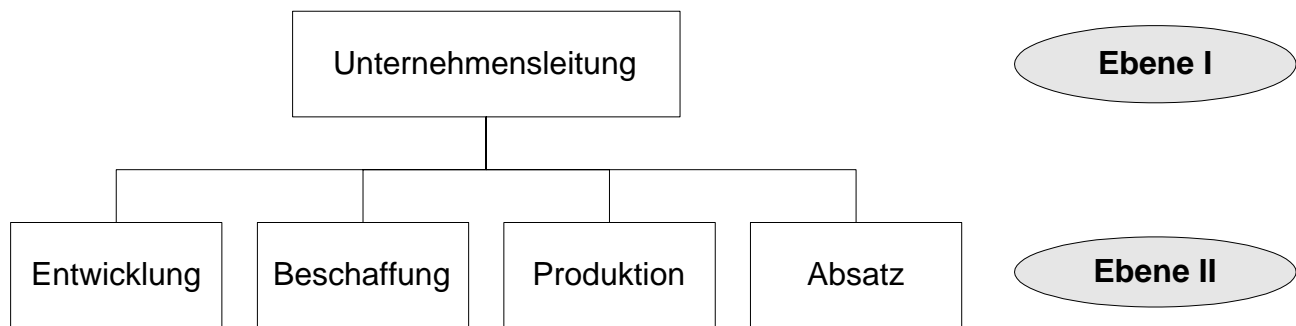 Unternehmensleitung
Ebene I
Entwicklung
Beschaffung
Produktion
Absatz
Ebene II